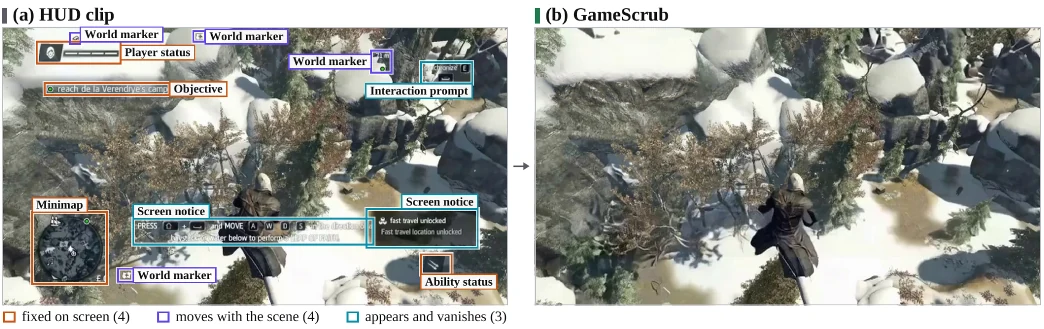 (a) HUD clip
(b) GameScrub
World marker
World marker
Player status
World marker
Interaction prompt
reach de la Verendrye's camp
Objective
Minimap
Screen notice
Screen notice
PRESS
+
and MOVE
A W D S
fast travel unlocked
Fast travel location unlocked
World marker
Ability status
fixed on screen (4)
moves with the scene (4)
appears and vanishes (3)